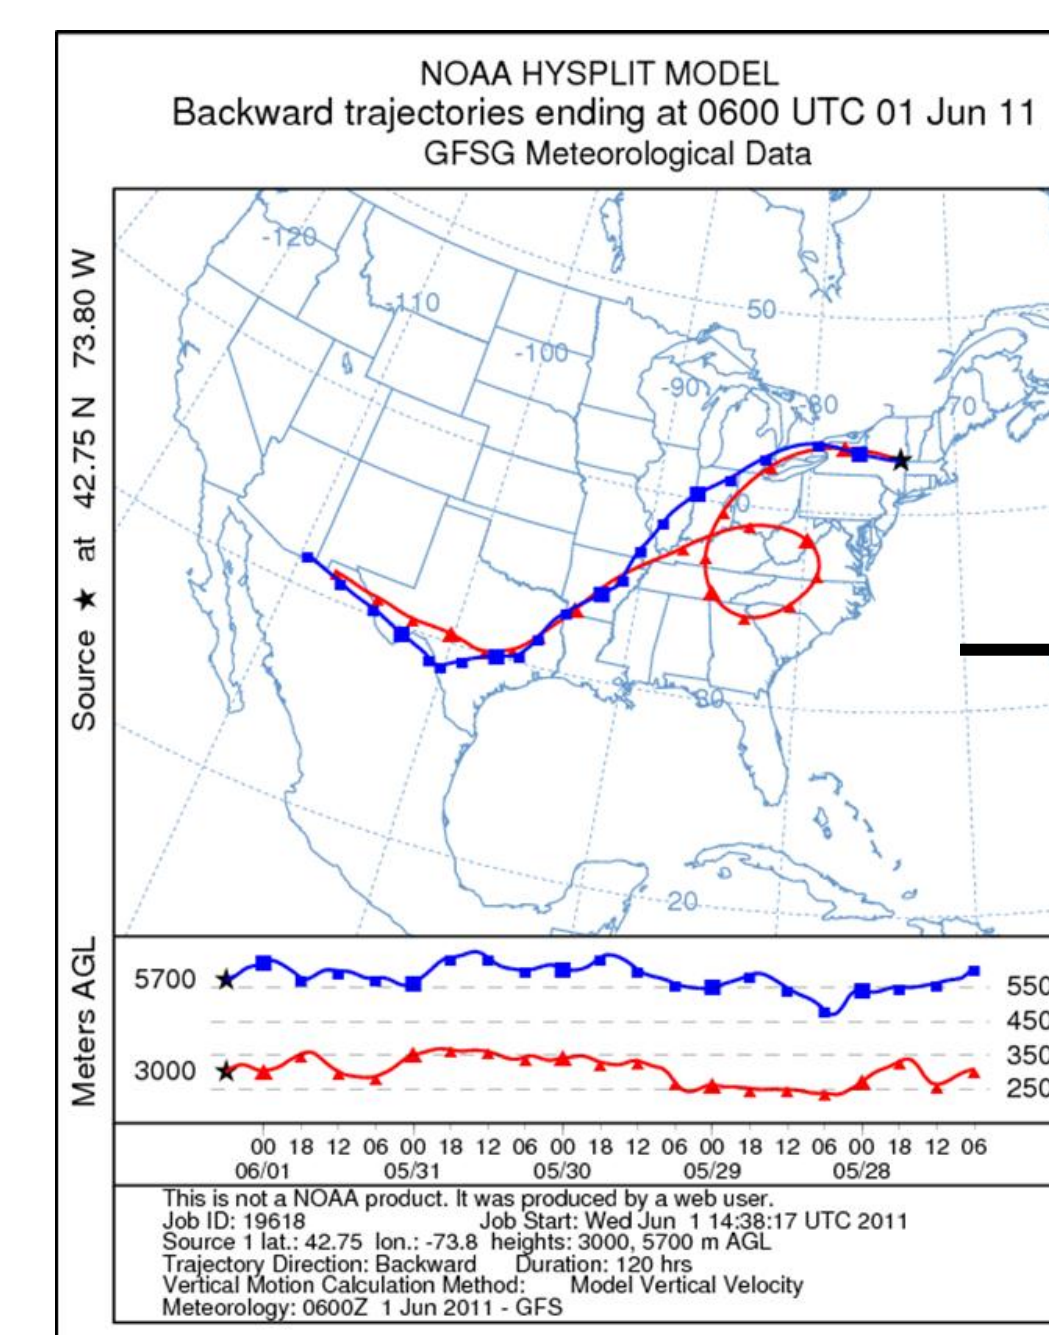 NOAA HYSPLIT MODEL
Backward trajectories ending at 0600 UTC 01 Jun 11
GFSG Meteorological Data
Source ★ at 42.75 N 73.80 W
-120
-110
-100
-90
-80
70
50
40
30
20
Meters AGL
5700
3000
550
450
350
250
00 18 12 06 00 18 12 06 00 18 12 06 00 18 12 06 00 18 12 06
06/01 05/31 05/30 05/29 05/28
This is not a NOAA product. It was produced by a web user.
Job ID: 19618 Job Start: Wed Jun 1 14:38:17 UTC 2011
Source 1 lat.: 42.75 lon.: -73.8 heights: 3000, 5700 m AGL
Trajectory Direction: Backward Duration: 120 hrs
Vertical Motion Calculation Method: Model Vertical Velocity
Meteorology: 0600Z 1 Jun 2011 - GFS